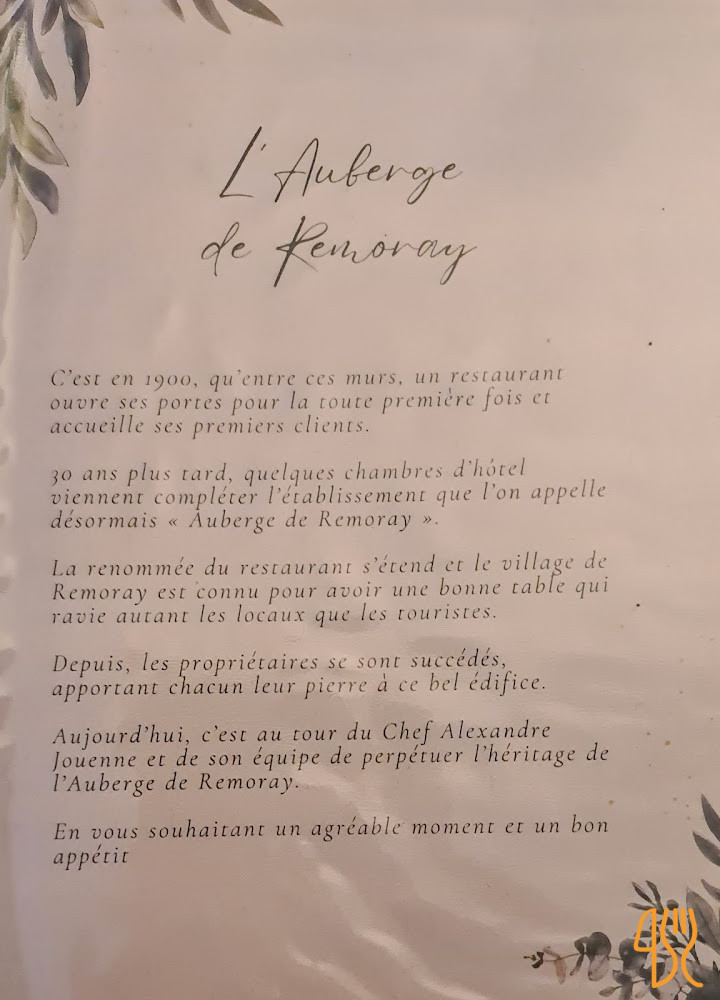 L'Auberge
de Remoray
C'est en 1900, qu'entre ces murs, un restaurant
ouvre ses portes pour la toute première fois et
accueille ses premiers clients.
30 ans plus tard, quelques chambres d'hôtel
viennent compléter l'établissement que l'on appelle
désormais « Auberge de Remoray ».
La renommée du restaurant s'étend et le village de
Remoray est connu pour avoir une bonne table qui
ravie autant les locaux que les touristes.
Depuis, les propriétaires se sont succédés,
apportant chacun leur pierre à ce bel édifice.
Aujourd'hui, c'est au tour du Chef Alexandre
Jouenne et de son équipe de perpétuer l'héritage de
l'Auberge de Remoray.
En vous souhaitant un agréable moment et un bon
appétit